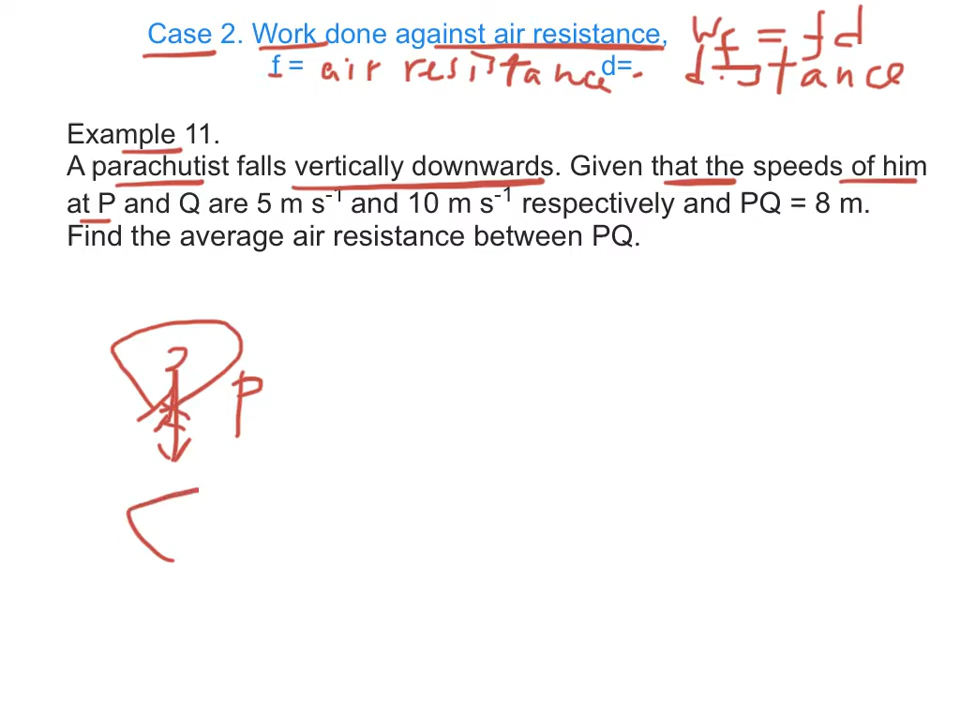 Case 2. Work done against air resistance, Wf = fd
f = air resistance d= distance
Example 11.
A parachutist falls vertically downwards. Given that the speeds of him
at P and Q are 5 m s-1 and 10 m s-1 respectively and PQ = 8 m.
Find the average air resistance between PQ.
P